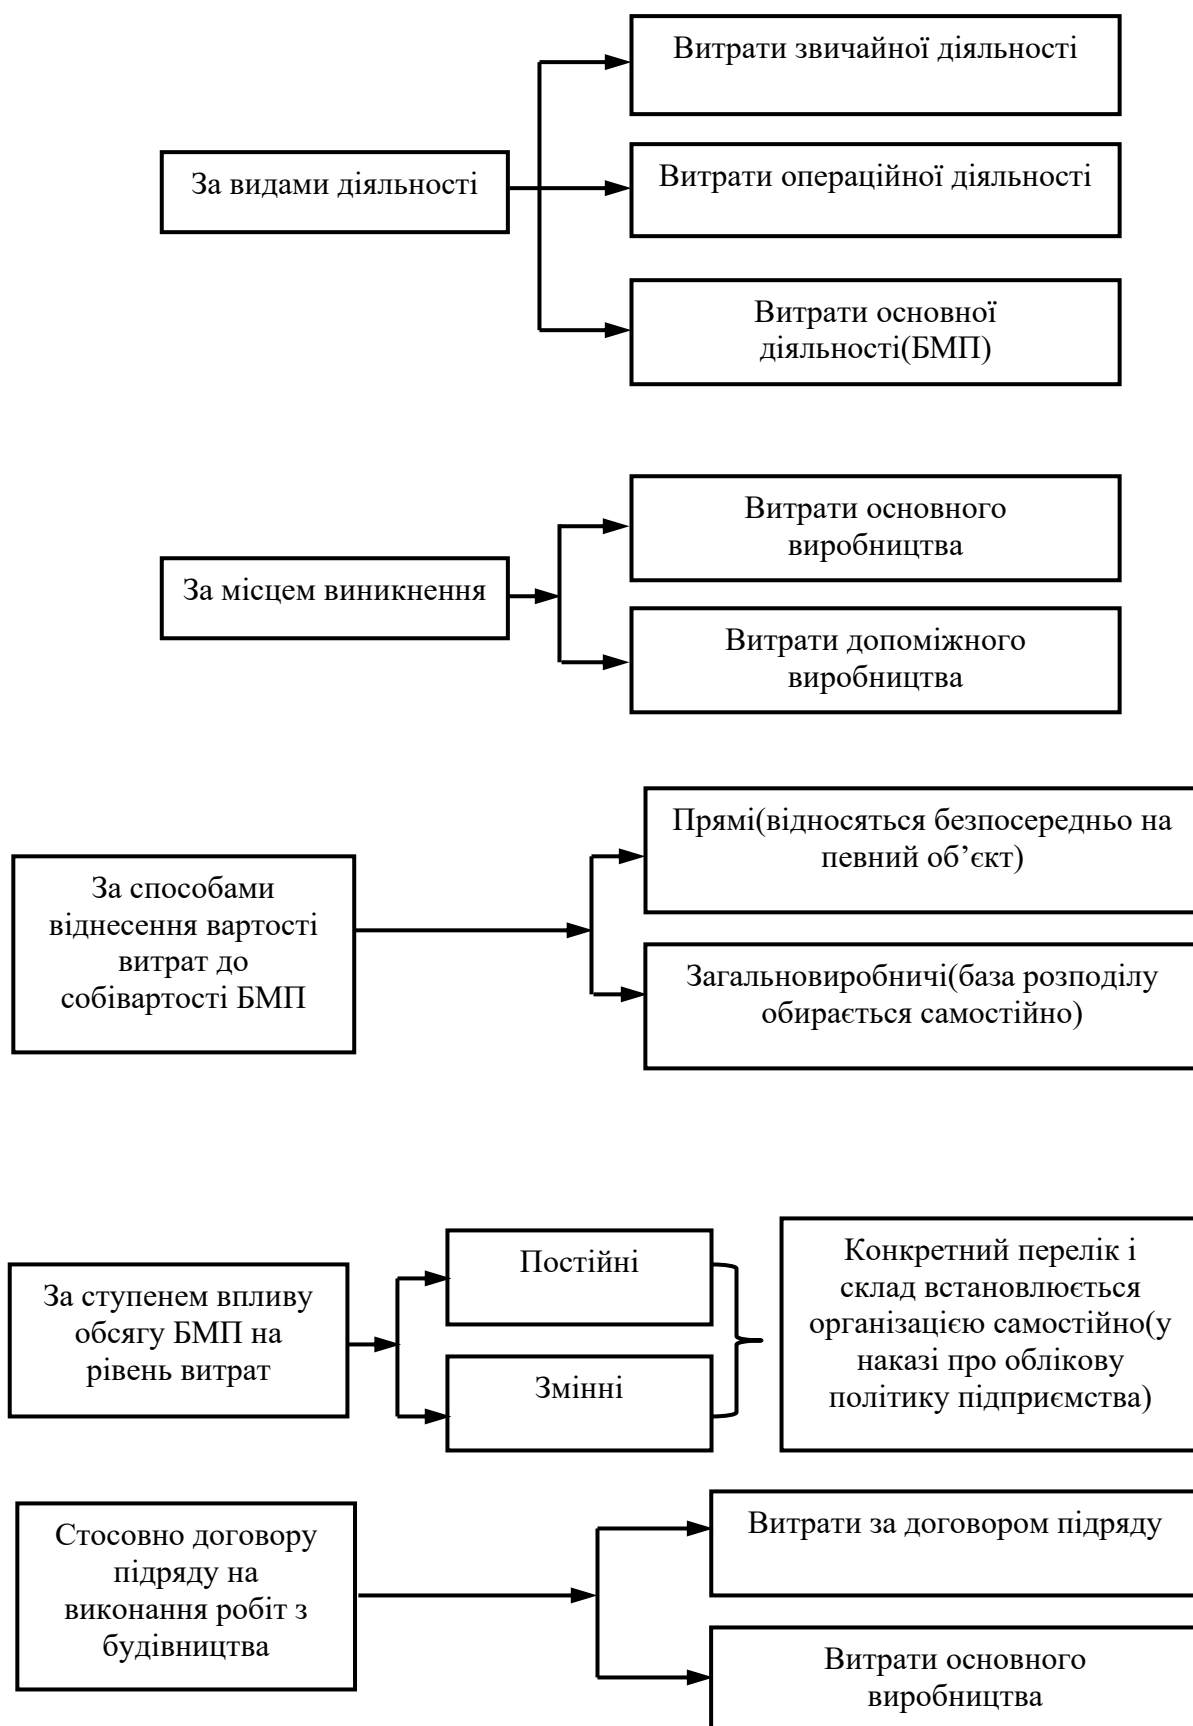 Витрати звичайної діяльності
За видами діяльності
Витрати операційної діяльності
Витрати основної
діяльності(БМП)
Витрати основного
виробництва
За місцем виникнення
Витрати допоміжного
виробництва
Прямі(відносяться безпосередньо на
певний об’єкт)
За способами
віднесення вартості
витрат до
собівартості БМП
Загальновиробничі(база розподілу
обирається самостійно)
За ступенем впливу
обсягу БМП на
рівень витрат
Постійні
Змінні
Конкретний перелік і
склад встановлюється
організацією самостійно(у
наказі про облікову
політику підприємства)
Стосовно договору
підряду на
виконання робіт з
будівництва
Витрати за договором підряду
Витрати основного
виробництва